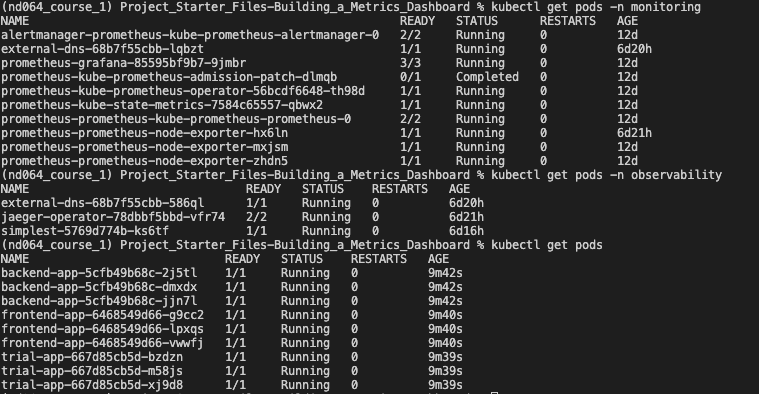 (nd064_course_1) Project_Starter_Files-Building_a_Metrics_Dashboard % kubectl get pods -n monitoring
NAME READY STATUS RESTARTS AGE
alertmanager-prometheus-kube-prometheus-alertmanager-0 2/2 Running 0 12d
external-dns-68b7f55cbb-lqbzt 1/1 Running 0 6d20h
prometheus-grafana-85595bf9b7-9jmbr 3/3 Running 0 12d
prometheus-kube-prometheus-admission-patch-dlmqb 0/1 Completed 0 12d
prometheus-kube-prometheus-operator-56bcdf6648-th98d 1/1 Running 0 12d
prometheus-kube-state-metrics-7584c65557-qbwx2 1/1 Running 0 12d
prometheus-prometheus-kube-prometheus-prometheus-0 2/2 Running 0 12d
prometheus-prometheus-node-exporter-hx6ln 1/1 Running 0 6d21h
prometheus-prometheus-node-exporter-mxjsm 1/1 Running 0 12d
prometheus-prometheus-node-exporter-zhdn5 1/1 Running 0 12d
(nd064_course_1) Project_Starter_Files-Building_a_Metrics_Dashboard % kubectl get pods -n observability
NAME READY STATUS RESTARTS AGE
external-dns-68b7f55cbb-586ql 1/1 Running 0 6d20h
jaeger-operator-78dbbf5bbd-vfr74 2/2 Running 0 6d21h
simplest-5769d774b-ks6tf 1/1 Running 0 6d16h
(nd064_course_1) Project_Starter_Files-Building_a_Metrics_Dashboard % kubectl get pods
NAME READY STATUS RESTARTS AGE
backend-app-5cfb49b68c-2j5tl 1/1 Running 0 9m42s
backend-app-5cfb49b68c-dmxdx 1/1 Running 0 9m42s
backend-app-5cfb49b68c-jjn7l 1/1 Running 0 9m42s
frontend-app-6468549d66-g9cc2 1/1 Running 0 9m40s
frontend-app-6468549d66-lpxqs 1/1 Running 0 9m40s
frontend-app-6468549d66-vwwfj 1/1 Running 0 9m40s
trial-app-667d85cb5d-bzdzn 1/1 Running 0 9m39s
trial-app-667d85cb5d-m58js 1/1 Running 0 9m39s
trial-app-667d85cb5d-xj9d8 1/1 Running 0 9m39s